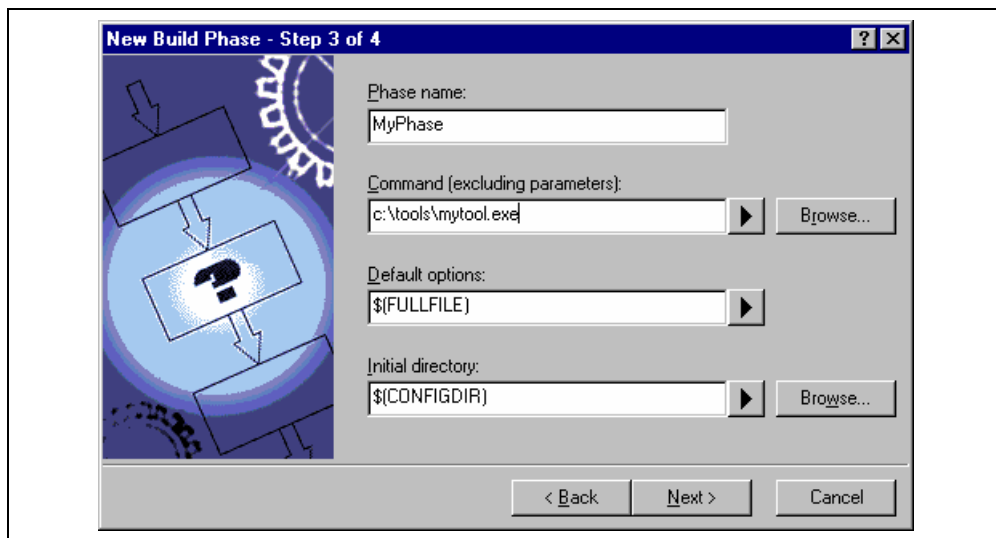 New Build Phase - Step 3 of 4
Phase name:
MyPhase
Command (excluding parameters):
c:\tools\mytool.exe
Browse...
Default options:
$(FULLFILE)
Initial directory:
$(CONFIGDIR)
Browse...
< Back Next > Cancel